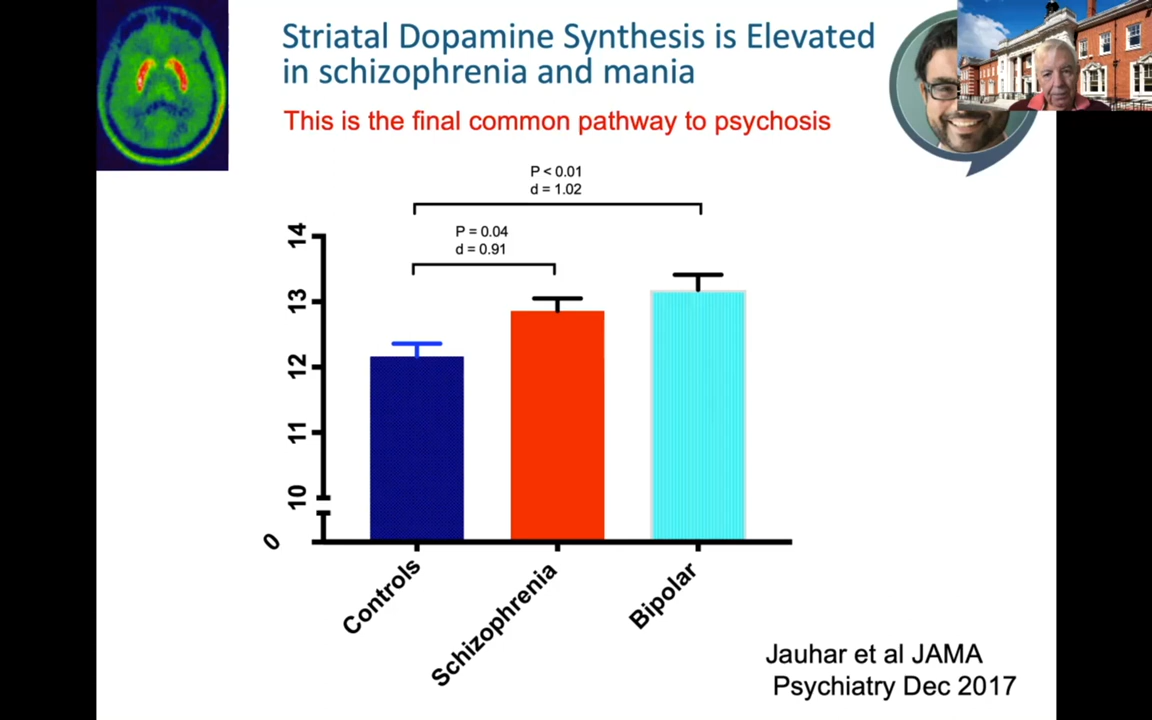 Striatal Dopamine Synthesis is Elevated
in schizophrenia and mania
This is the final common pathway to psychosis
P < 0.01
d = 1.02
P = 0.04
d = 0.91
14
13
12
11
10
0
Controls
Schizophrenia
Bipolar
Jauhar et al JAMA
Psychiatry Dec 2017